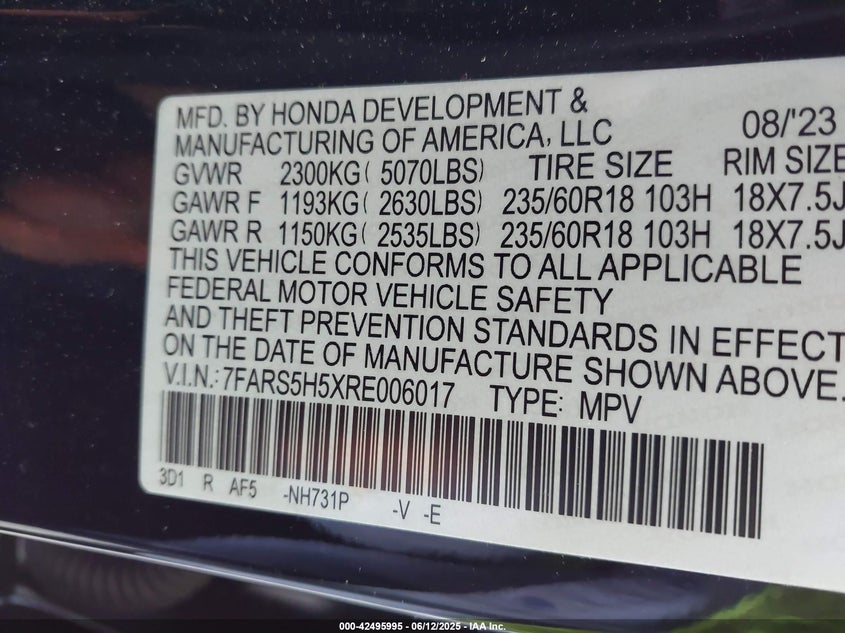 MFD. BY HONDA DEVELOPMENT &
MANUFACTURING OF AMERICA, LLC 08/'23
GVWR 2300KG( 5070LBS) TIRE SIZE RIM SIZE
GAWR F 1193KG( 2630LBS) 235/60R18 103H 18X7.5J
GAWR R 1150KG( 2535LBS) 235/60R18 103H 18X7.5J
THIS VEHICLE CONFORMS TO ALL APPLICABLE
FEDERAL MOTOR VEHICLE SAFETY
AND THEFT PREVENTION STANDARDS IN EFFECT
ON THE DATE OF MANUFACTURE SHOWN ABOVE.
V.I.N.: 7FARS5H5XRE006017 TYPE: MPV
3D1 R AF5 -NH731P -V -E
000-42495995 - 06/12/2025 - IAA Inc.